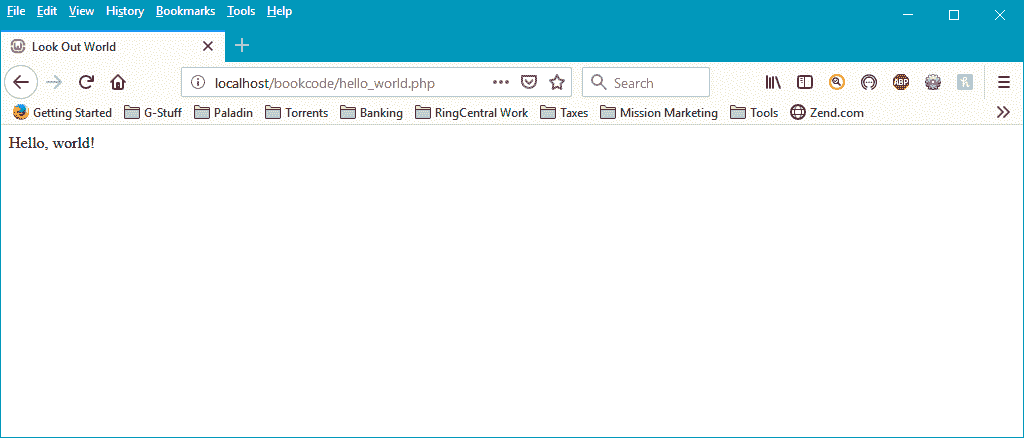 File Edit View History Bookmarks Tools Help
Look Out World
localhost/bookcode/hello_world.php Search ABP
Getting Started G-Stuff Paladin Torrents Banking RingCentral Work Taxes Mission Marketing Tools Zend.com
Hello, world!